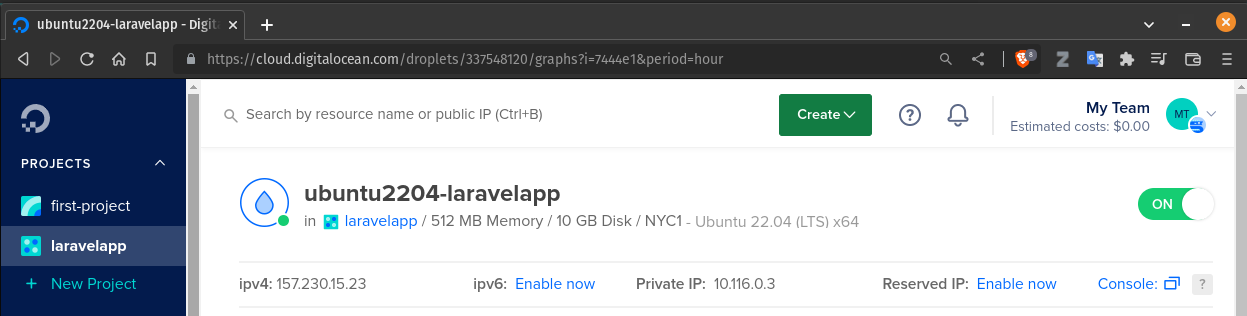 ubuntu2204-laravelapp - Digit
https://cloud.digitalocean.com/droplets/337548120/graphs?i=7444e1&period=hour
8
Search by resource name or public IP (Ctrl+B)
Create
?
My Team
Estimated costs: $0.00
MT
PROJECTS
first-project
laravelapp
+ New Project
ubuntu2204-laravelapp
in laravelapp / 512 MB Memory / 10 GB Disk / NYC1 - Ubuntu 22.04 (LTS) x64
ON
ipv4: 157.230.15.23 ipv6: Enable now Private IP: 10.116.0.3 Reserved IP: Enable now Console: ?